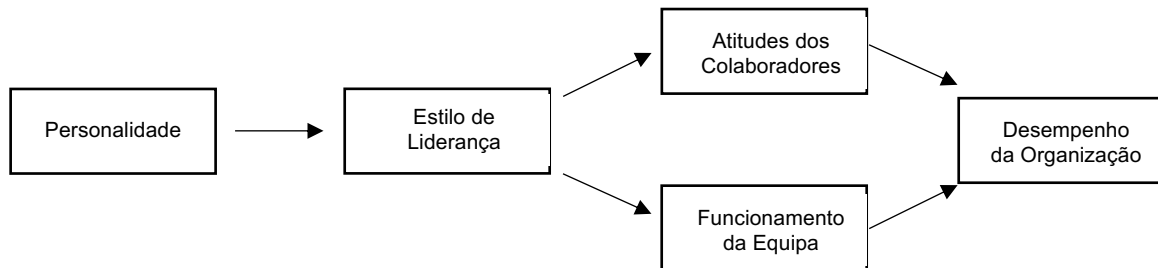 Personalidade
Estilo de
Liderança
Atitudes dos
Colaboradores
Funcionamento
da Equipa
Desempenho
da Organização